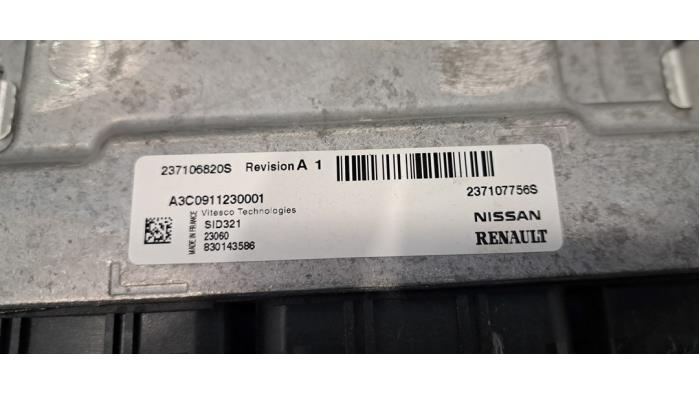 237106820S Revision A 1
237107756S
A3C0911230001
Vitesco Technologies
SID321
23060
830143586
MADE IN FRANCE
NISSAN
RENAULT